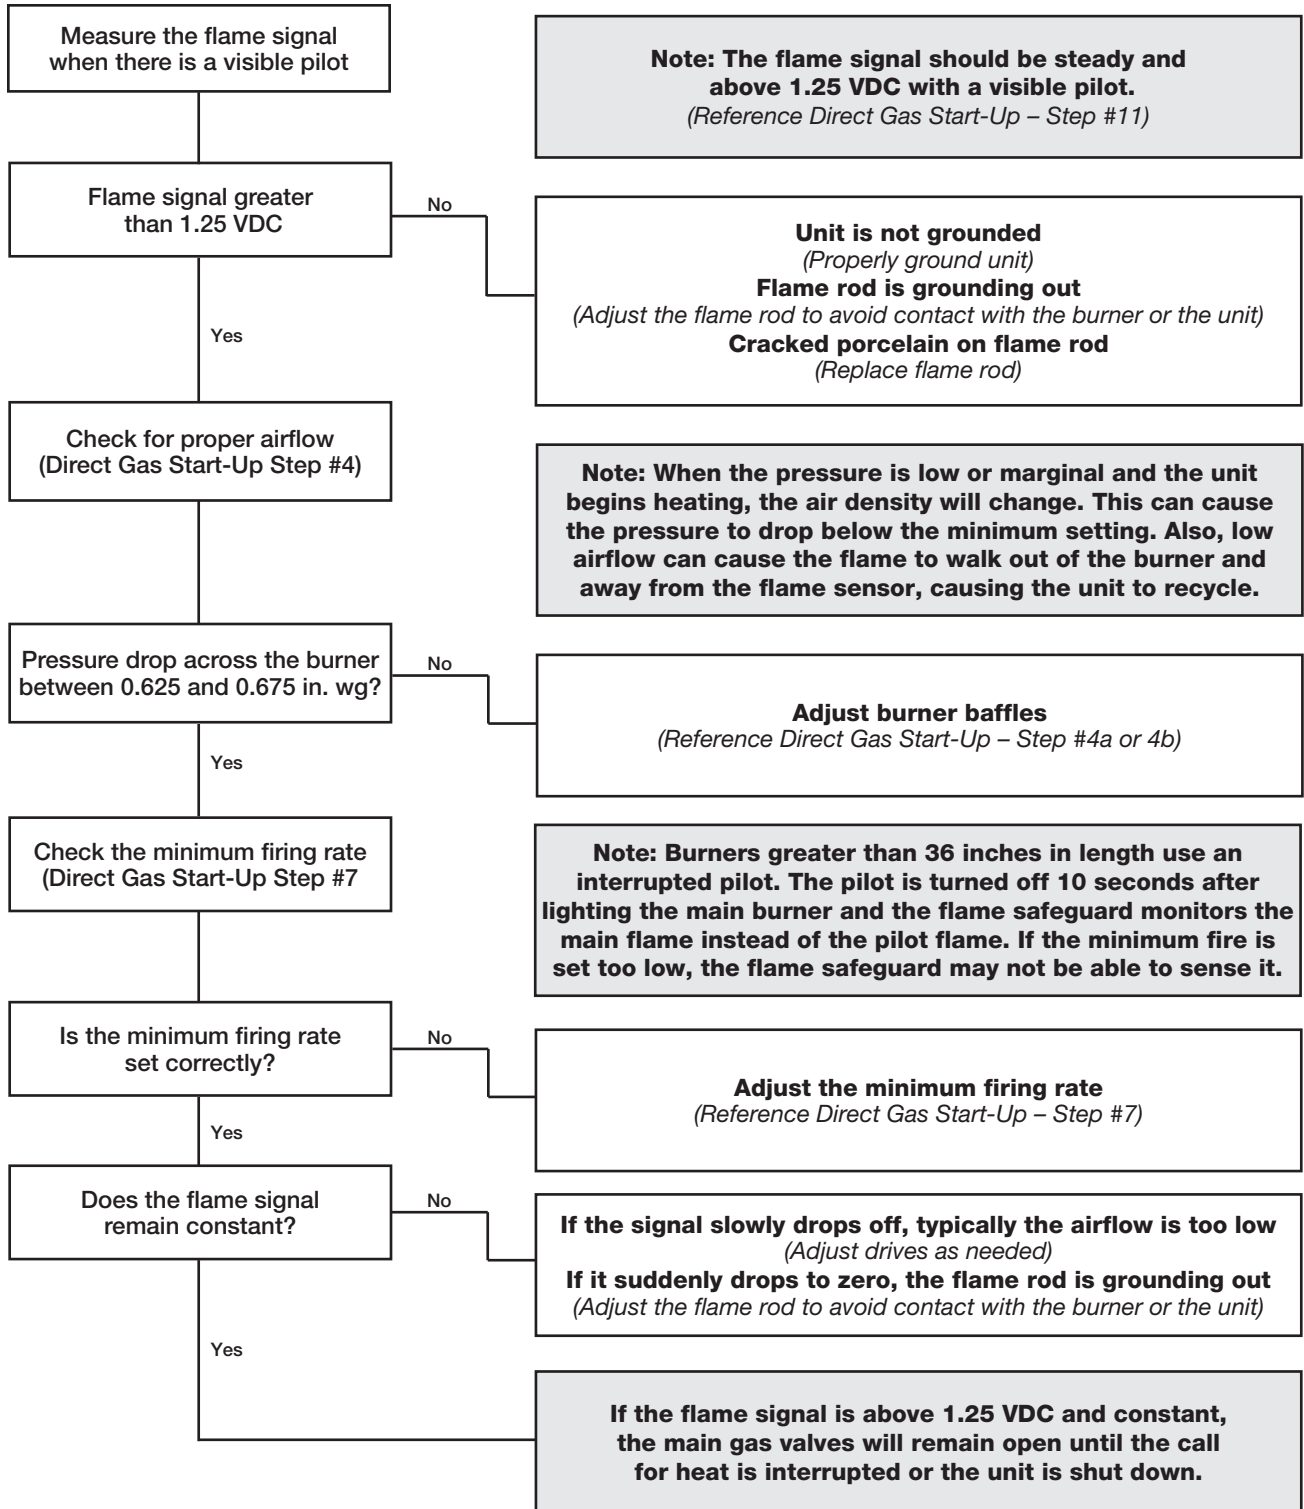 Measure the flame signal
when there is a visible pilot
Note: The flame signal should be steady and
above 1.25 VDC with a visible pilot.
(Reference Direct Gas Start-Up – Step #11)
Flame signal greater
than 1.25 VDC
No
Unit is not grounded
(Properly ground unit)
Flame rod is grounding out
(Adjust the flame rod to avoid contact with the burner or the unit)
Cracked porcelain on flame rod
(Replace flame rod)
Yes
Check for proper airflow
(Direct Gas Start-Up Step #4)
Note: When the pressure is low or marginal and the unit
begins heating, the air density will change. This can cause
the pressure to drop below the minimum setting. Also, low
airflow can cause the flame to walk out of the burner and
away from the flame sensor, causing the unit to recycle.
Pressure drop across the burner
between 0.625 and 0.675 in. wg?
No
Adjust burner baffles
(Reference Direct Gas Start-Up – Step #4a or 4b)
Yes
Check the minimum firing rate
(Direct Gas Start-Up Step #7
Note: Burners greater than 36 inches in length use an
interrupted pilot. The pilot is turned off 10 seconds after
lighting the main burner and the flame safeguard monitors the
main flame instead of the pilot flame. If the minimum fire is
set too low, the flame safeguard may not be able to sense it.
Is the minimum firing rate
set correctly?
No
Adjust the minimum firing rate
(Reference Direct Gas Start-Up – Step #7)
Yes
Does the flame signal
remain constant?
No
If the signal slowly drops off, typically the airflow is too low
(Adjust drives as needed)
If it suddenly drops to zero, the flame rod is grounding out
(Adjust the flame rod to avoid contact with the burner or the unit)
Yes
If the flame signal is above 1.25 VDC and constant,
the main gas valves will remain open until the call
for heat is interrupted or the unit is shut down.